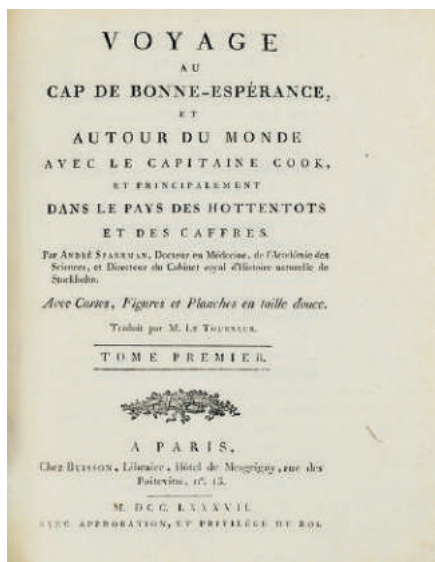 VOYAGE
AU
CAP DE BONNE-ESPÉRANCE,
ET
AUTOUR DU MONDE
AVEC LE CAPITAINE COOK,
ET PRINCIPALEMENT
DANS LE PAYS DES HOTTENTOTS
ET DES CAFFRES.
Par ANDRÉ SPARRMAN, Docteur en Médecine, de l'Académie des
Sciences, et Directeur du Cabinet royal d'Histoire naturelle de
Stockholm.
Avec Cartes, Figures et Planches en taille douce.
Traduit par M. LE TOURNEUR.
TOME PREMIER.
A PARIS,
Chez BUISSON, Libraire, Hôtel de Mesgrigny, rue des
Poitevins, n°. 13.
M. DCC. LXXXVII.
AVEC APPROBATION, ET PRIVILÉGE DU ROI.